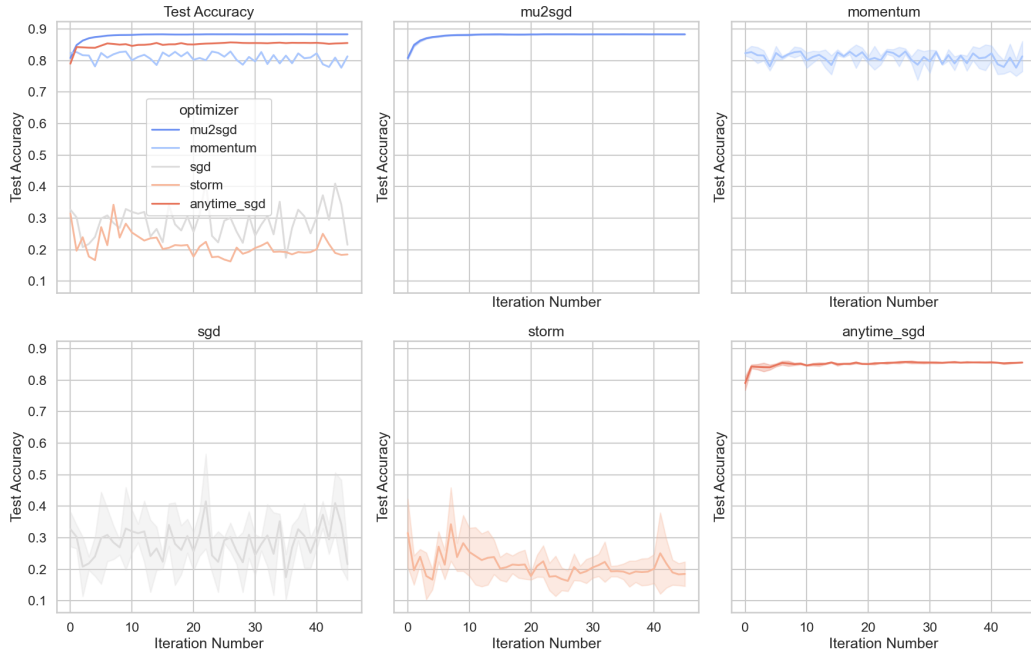 Test Accuracy
mu2sgd
momentum
0.9
0.8
0.7
0.6
0.5
0.4
0.3
0.2
0.1
Test Accuracy
optimizer
mu2sgd
momentum
sgd
storm
anytime_sgd
Test Accuracy
Iteration Number
Test Accuracy
Iteration Number
sgd
storm
anytime_sgd
0.9
0.8
0.7
0.6
0.5
0.4
0.3
0.2
0.1
Test Accuracy
0 10 20 30 40
Iteration Number
Test Accuracy
0 10 20 30 40
Iteration Number
Test Accuracy
0 10 20 30 40
Iteration Number